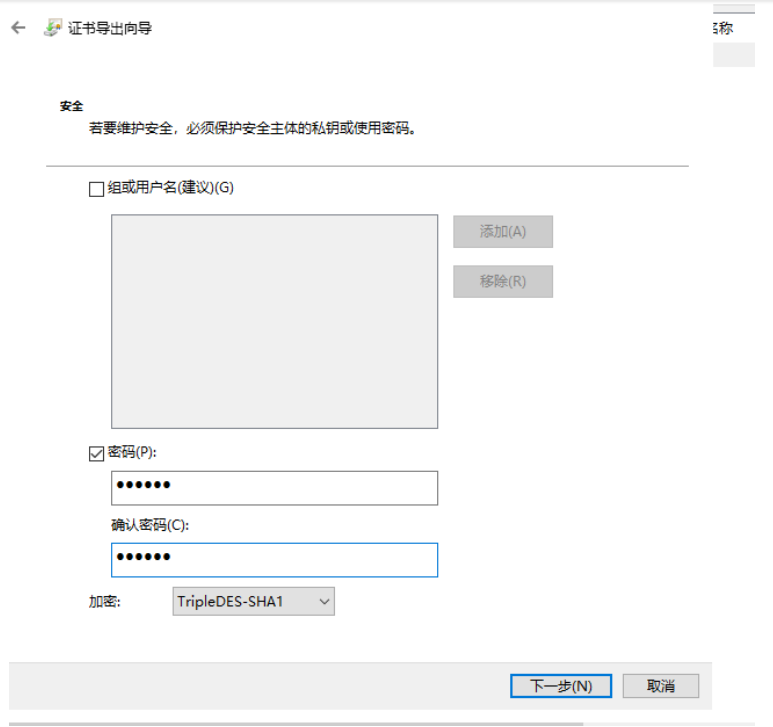 证书导出向导
名称
安全
若要维护安全，必须保护安全主体的私钥或使用密码。
组或用户名(建议)(G)
添加(A)
移除(R)
密码(P):
●●●●●●
确认密码(C):
●●●●●●
加密: TripleDES-SHA1
下一步(N) 取消